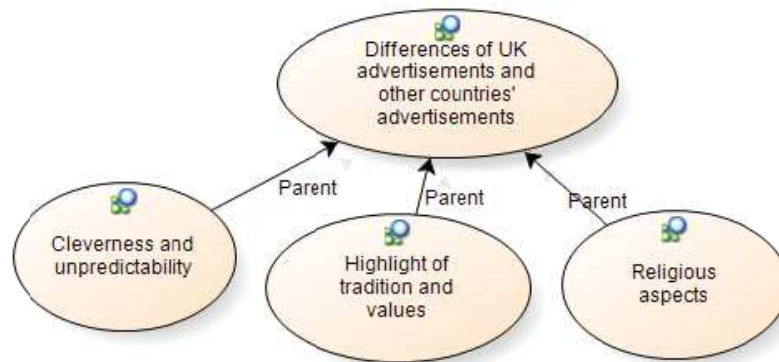 Differences of UK
advertisements and
other countries'
advertisements
Parent
Parent
Parent
Cleverness and
unpredictability
Highlight of
tradition and
values
Religious
aspects